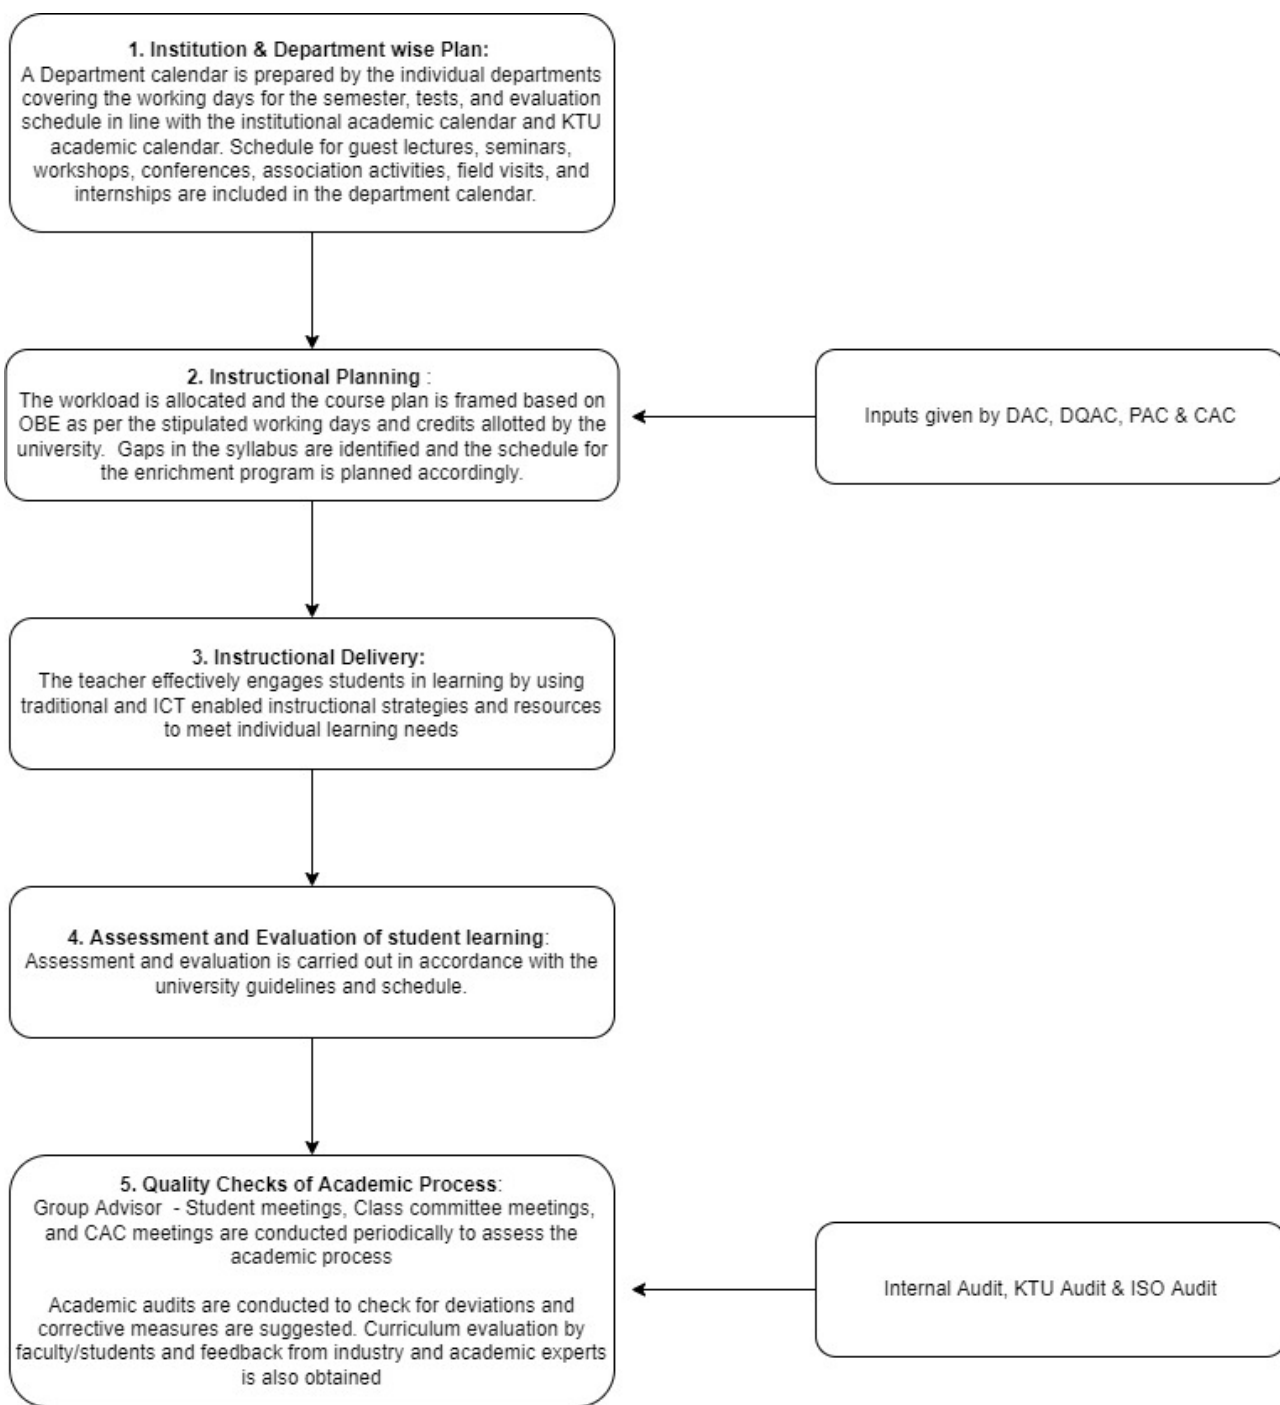 1. Institution & Department wise Plan:
A Department calendar is prepared by the individual departments
covering the working days for the semester, tests, and evaluation
schedule in line with the institutional academic calendar and KTU
academic calendar. Schedule for guest lectures, seminars,
workshops, conferences, association activities, field visits, and
internships are included in the department calendar.
2. Instructional Planning :
The workload is allocated and the course plan is framed based on
OBE as per the stipulated working days and credits allotted by the
university.  Gaps in the syllabus are identified and the schedule for
the enrichment program is planned accordingly.
Inputs given by DAC, DQAC, PAC & CAC
3. Instructional Delivery:
The teacher effectively engages students in learning by using
traditional and ICT enabled instructional strategies and resources
to meet individual learning needs
4. Assessment and Evaluation of student learning:
Assessment and evaluation is carried out in accordance with the
university guidelines and schedule.
5. Quality Checks of Academic Process:
Group Advisor  - Student meetings, Class committee meetings,
and CAC meetings are conducted periodically to assess the
academic process
Academic audits are conducted to check for deviations and
corrective measures are suggested. Curriculum evaluation by
faculty/students and feedback from industry and academic experts
is also obtained
Internal Audit, KTU Audit & ISO Audit